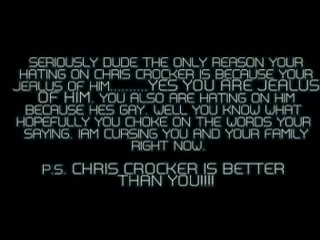 SERIOUSLY DUDE THE ONLY REASON YOUR
HATING ON CHRIS CROCKER IS BECAUSE YOUR
JEALUS OF HIM..........YES YOU ARE JEALUS
OF HIM. YOU ALSO ARE HATING ON HIM
BECAUSE HES GAY. WELL YOU KNOW WHAT
HOPEFULLY YOU CHOKE ON THE WORDS YOUR
SAYING. IAM CURSING YOU AND YOUR FAMILY
RIGHT NOW.
P.S. CHRIS CROCKER IS BETTER
THAN YOU!!!!